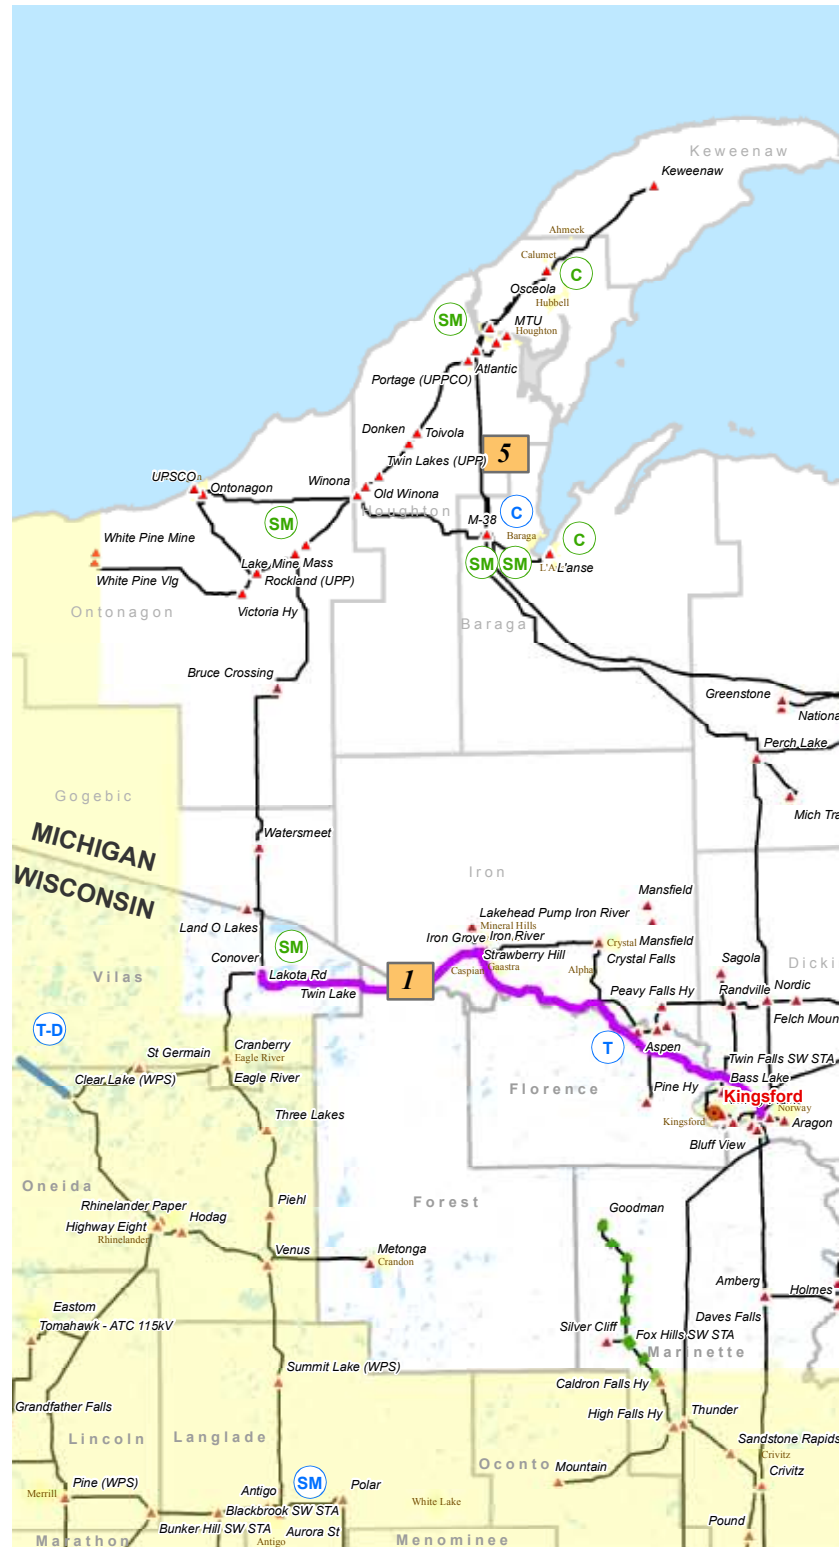 Keweenaw
Keweenaw
Ahmeek
Calumet
C
Osceola
Hubbell
SM
MTU
Houghton
Atlantic
Portage (UPPCO)
Donken
Toivola
5
Twin Lakes (UPP)
UPSCO
Ontonagon
Winona
Old Winona
Houghton
SM
C
M-38
Baraga
C
White Pine Mine
Lake Mine
Mass
SM
SM
L'anse
White Pine Vlg
Rockland (UPP)
Victoria Hy
Ontonagon
Baraga
Bruce Crossing
Greenstone
Perch Lake
Gogebic
Watersmeet
MICHIGAN
WISCONSIN
Iron
Mansfield
Lakehead Pump Iron River
Mineral Hills
Land O Lakes
Iron Grove
Iron River
Crystal
Mansfield
SM
Strawberry Hill
Crystal Falls
Conover
Caspian
Gaastra
Alpha
Sagola
Vilas
Lakota Rd
1
Twin Lake
Peavy Falls Hy
Randville
Nordic
T-D
T
Cranberry
Aspen
St Germain
Eagle River
Twin Falls SW STA
Clear Lake (WPS)
Eagle River
Bass Lake
Florence
Pine Hy
Kingsford
Norway
Three Lakes
Kingsford
Aragon
Bluff View
Oneida
Forest
Rhinelander Paper
Piehl
Goodman
Highway Eight
Hodag
Rhinelander
Venus
Metonga
Crandon
Amberg
Holmes
Eastom
Daves Falls
Tomahawk - ATC 115kV
Silver Cliff
Fox Hills SW STA
Marinette
Summit Lake (WPS)
Caldron Falls Hy
Grandfather Falls
High Falls Hy
Thunder
Lincoln
Langlade
Sandstone Rapids
Crivitz
Oconto
Mountain
Crivitz
Pine (WPS)
SM
Merrill
Antigo
Polar
White Lake
Blackbrook SW STA
Bunker Hill SW STA
Aurora St
Pound
Marathon
Antigo
Menominee